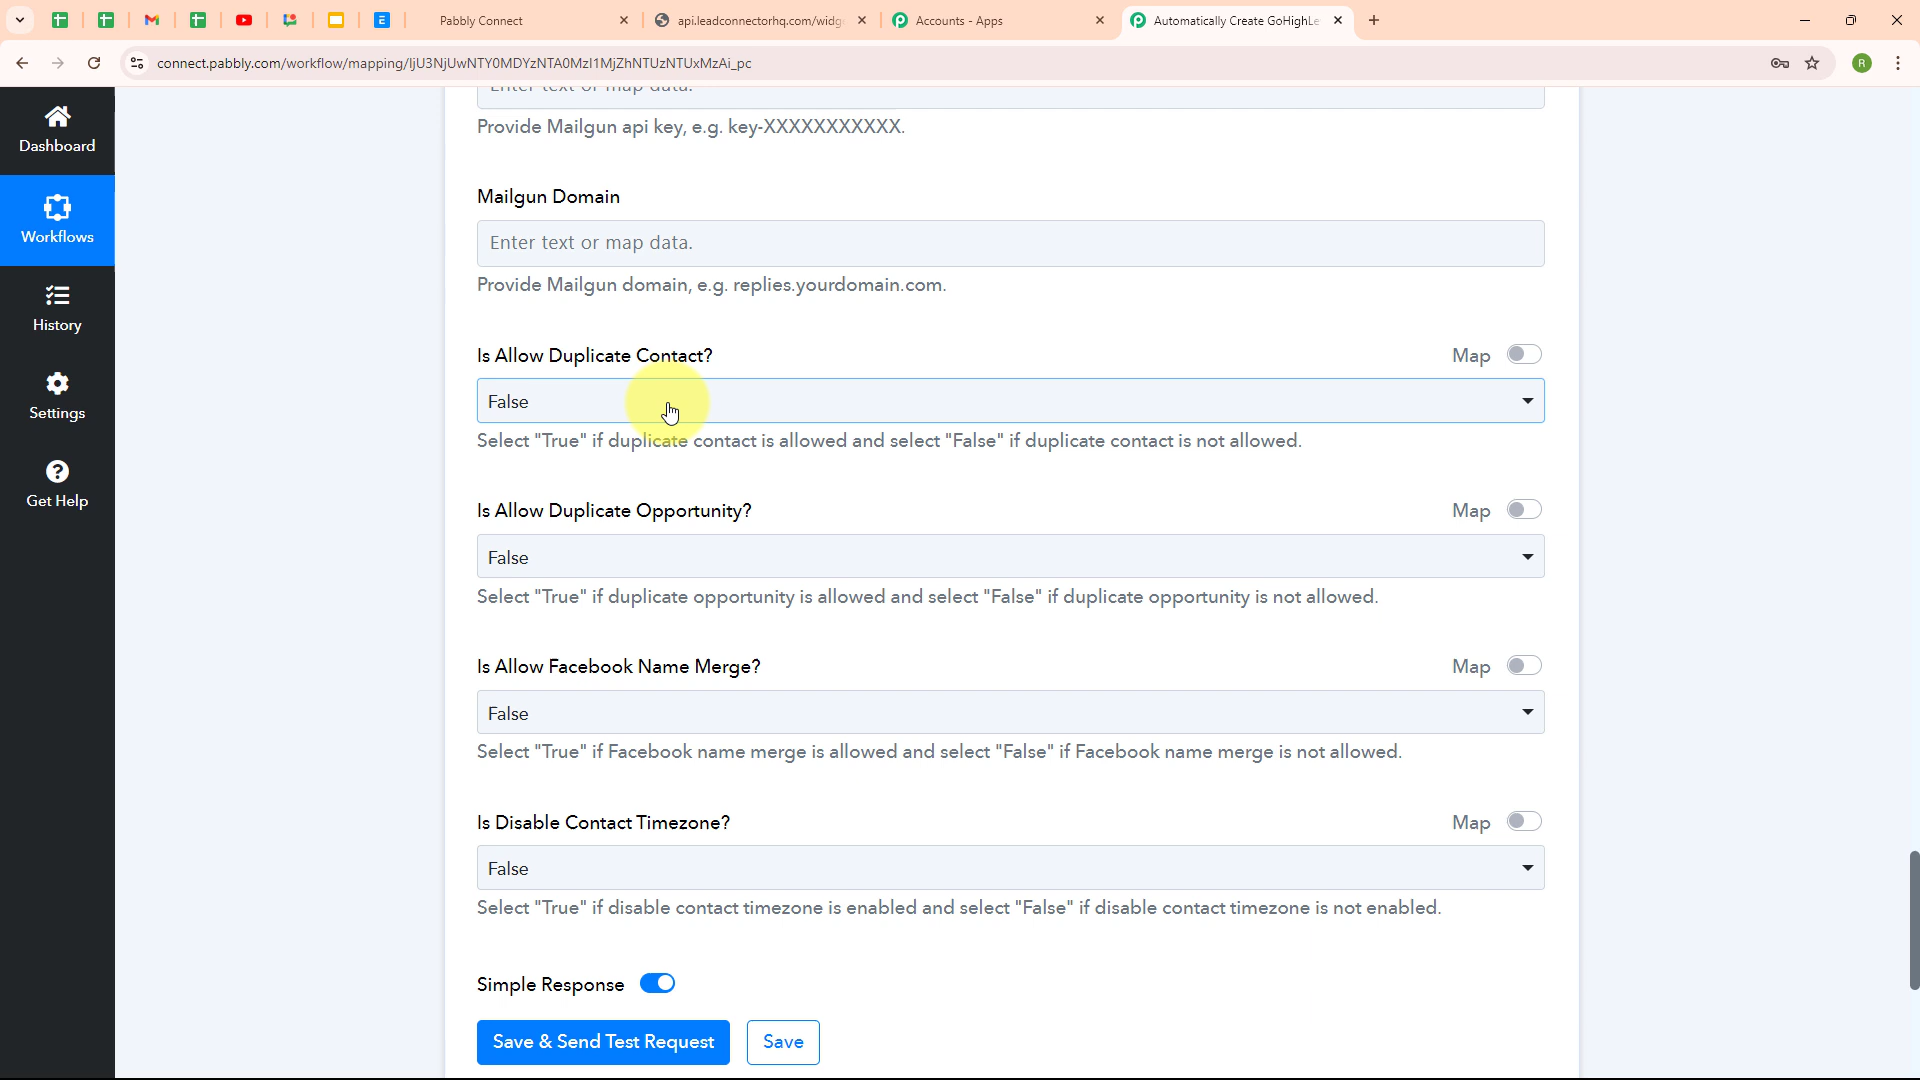 Pabbly Connect
api.leadconnectorhq.com/widg
Accounts - Apps
Automatically Create GoHighLe
connect.pabbly.com/workflow/mapping/IjU3NjUwNTY0MDYzNTA0MzI1MjZhNTUzNTUxMzAi_pc
R
Dashboard
Workflows
History
Settings
Get Help
Enter text or map data.
Provide Mailgun api key, e.g. key-XXXXXXXXXXX.
Mailgun Domain
Enter text or map data.
Provide Mailgun domain, e.g. replies.yourdomain.com.
Is Allow Duplicate Contact?
Map
False
Select "True" if duplicate contact is allowed and select "False" if duplicate contact is not allowed.
Is Allow Duplicate Opportunity?
Map
False
Select "True" if duplicate opportunity is allowed and select "False" if duplicate opportunity is not allowed.
Is Allow Facebook Name Merge?
Map
False
Select "True" if Facebook name merge is allowed and select "False" if Facebook name merge is not allowed.
Is Disable Contact Timezone?
Map
False
Select "True" if disable contact timezone is enabled and select "False" if disable contact timezone is not enabled.
Simple Response
Save & Send Test Request
Save